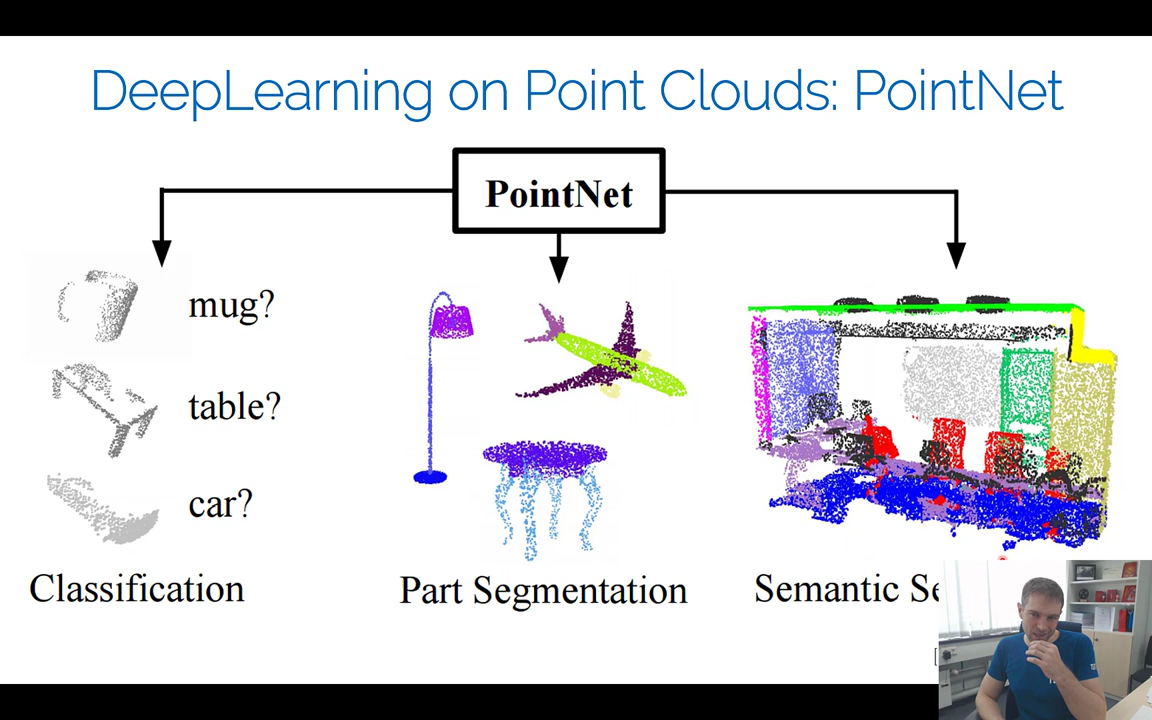 DeepLearning on Point Clouds: PointNet
PointNet
mug?
table?
car?
Classification
Part Segmentation
Semantic Se